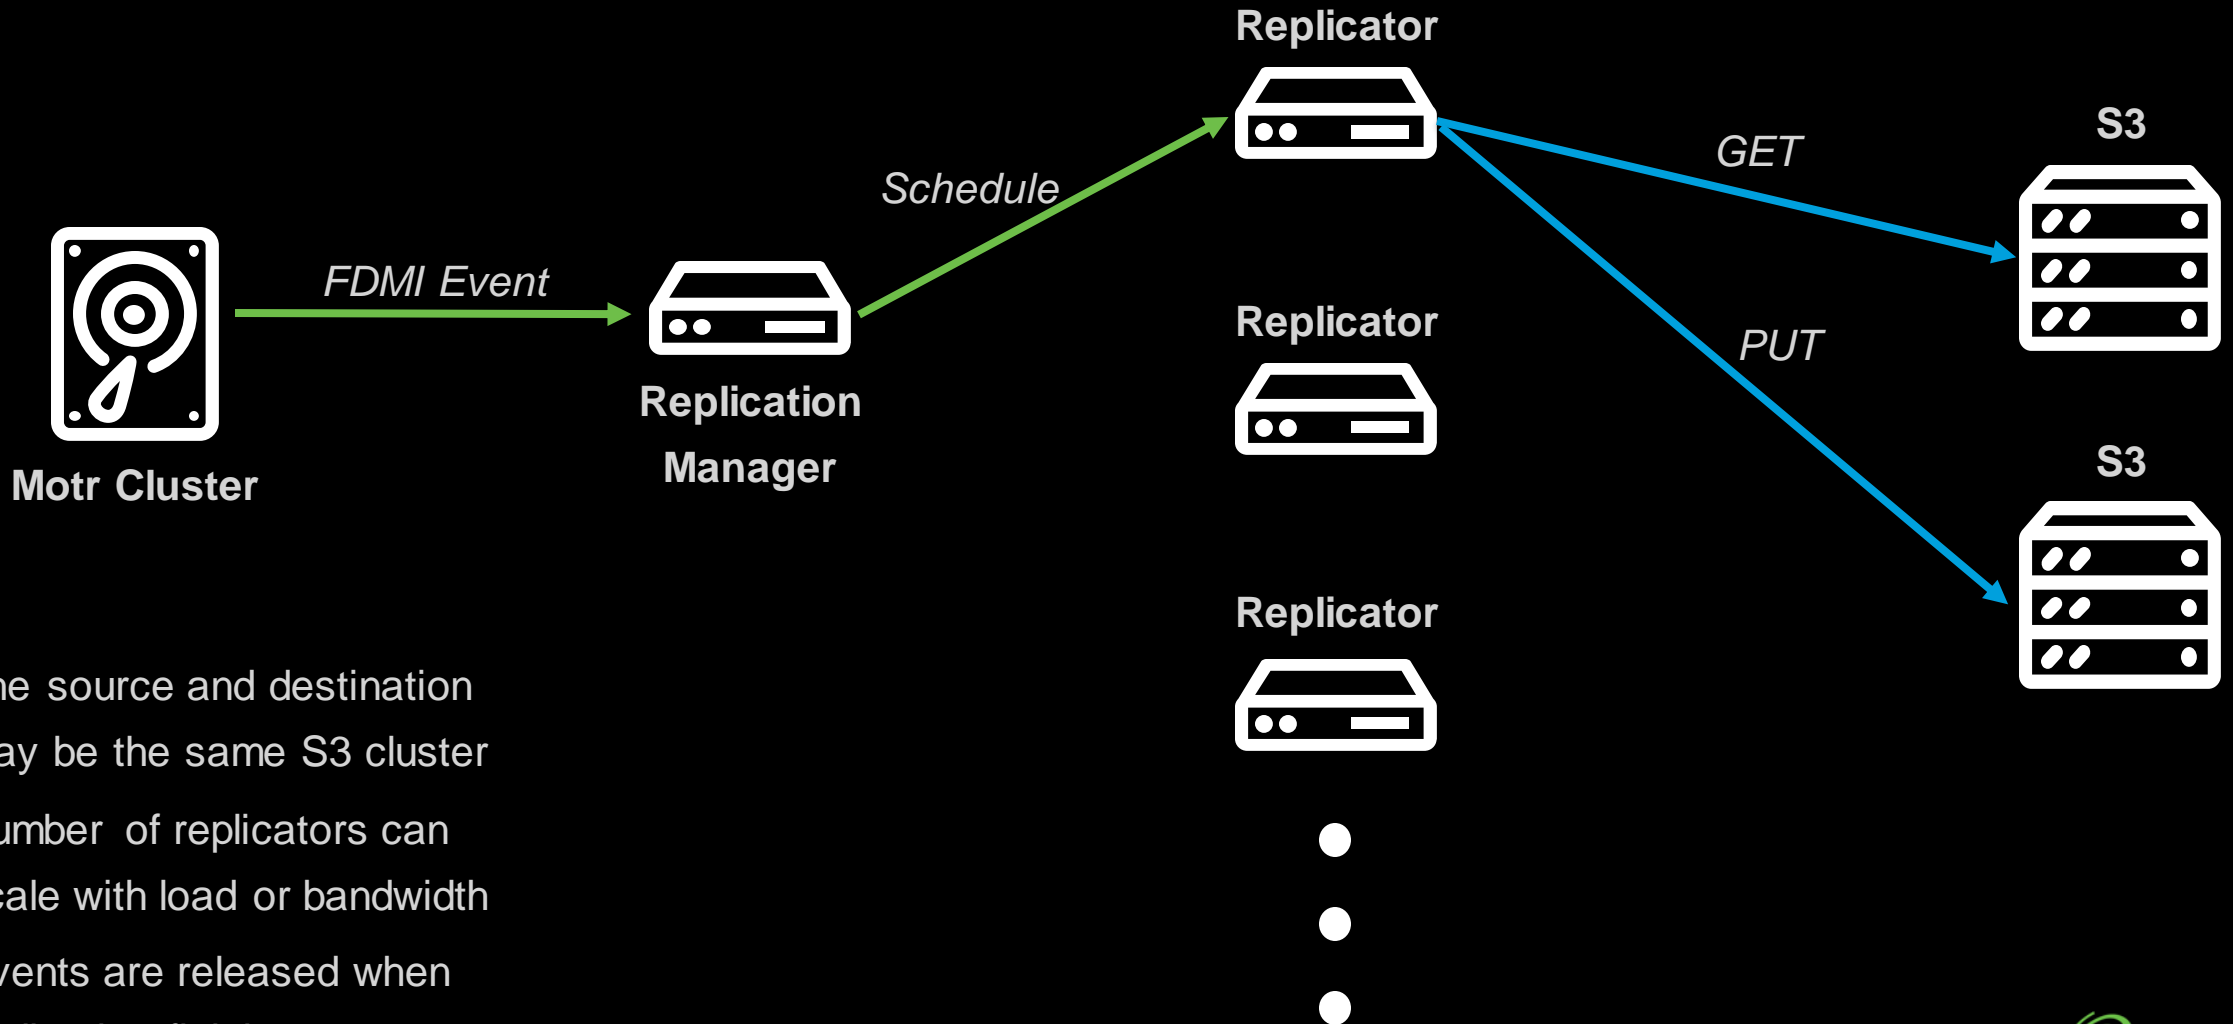 Replicator
S3
GET
Schedule
FDMI Event
Replicator
PUT
Replication
Manager
S3
Motr Cluster
Replicator
source and destination
be the same S3 cluster
of replicators can
with load or bandwidth
are released when